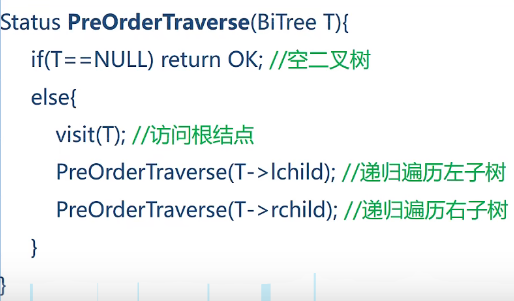 Status PreOrderTraverse(BiTree T){
if(T==NULL) return OK; //空二叉树
else{
visit(T); //访问根结点
PreOrderTraverse(T->lchild); //递归遍历左子树
PreOrderTraverse(T->rchild); //递归遍历右子树
}
}